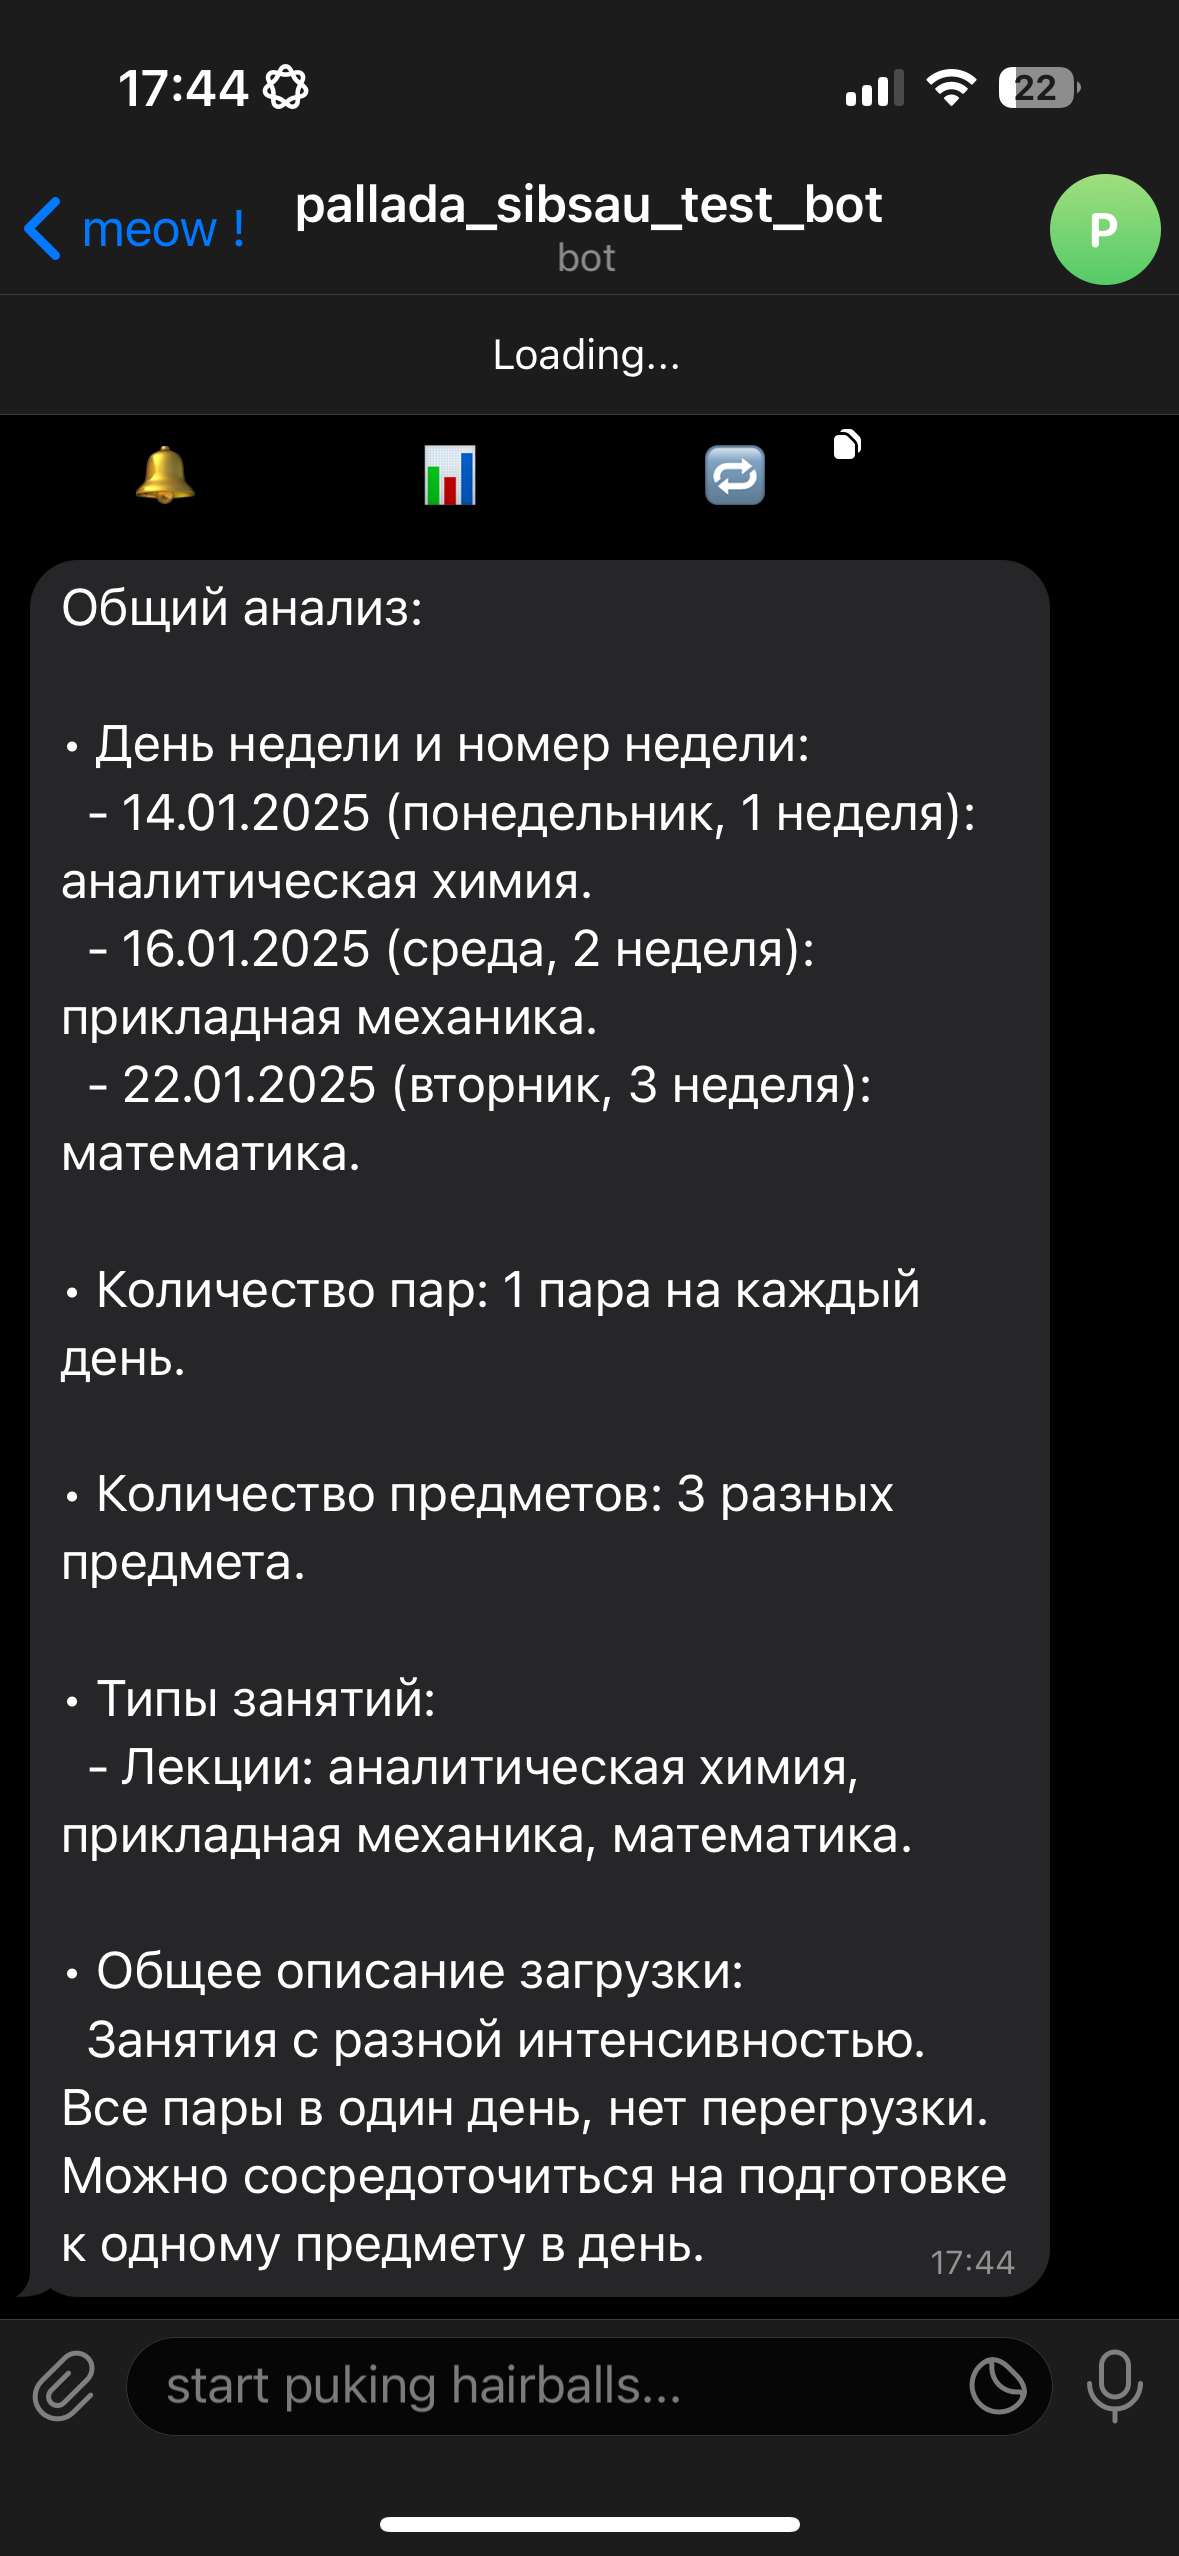 17:44
22
meow !
pallada_sibsau_test_bot
bot
P
Loading...
Общий анализ:
• День недели и номер недели:
- 14.01.2025 (понедельник, 1 неделя):
аналитическая химия.
- 16.01.2025 (среда, 2 неделя):
прикладная механика.
- 22.01.2025 (вторник, 3 неделя):
математика.
• Количество пар: 1 пара на каждый
день.
• Количество предметов: 3 разных
предмета.
• Типы занятий:
- Лекции: аналитическая химия,
прикладная механика, математика.
• Общее описание загрузки:
Занятия с разной интенсивностью.
Все пары в один день, нет перегрузки.
Можно сосредоточиться на подготовке
к одному предмету в день.
17:44
start puking hairballs...